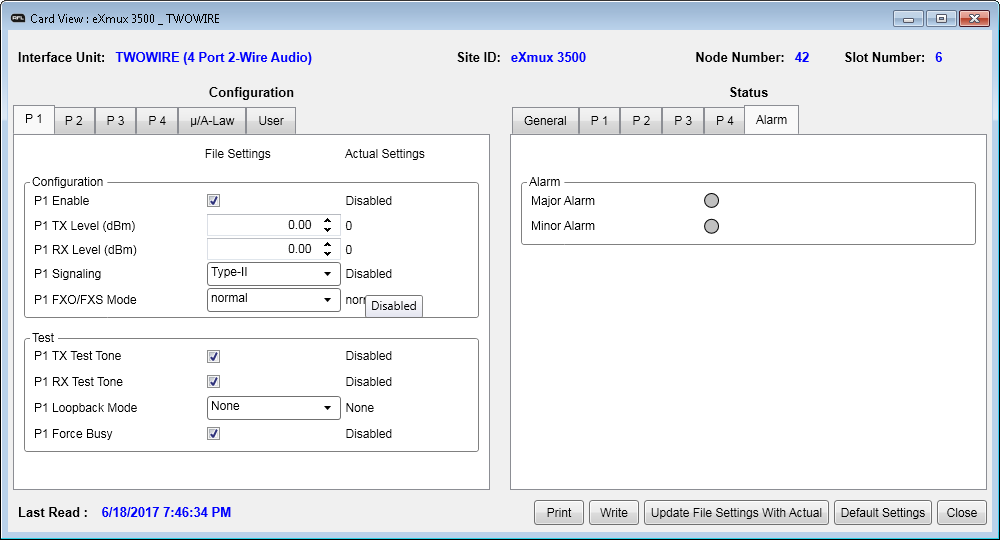 AFL Card View : eXmux 3500 _ TWOWIRE
Interface Unit: TWOWIRE (4 Port 2-Wire Audio) Site ID: eXmux 3500 Node Number: 42 Slot Number: 6
Configuration
P 1 P 2 P 3 P 4 µ/A-Law User
File Settings Actual Settings
Configuration
P1 Enable Disabled
P1 TX Level (dBm) 0.00 0
P1 RX Level (dBm) 0.00 0
P1 Signaling Type-II Disabled
P1 FXO/FXS Mode normal
Disabled
Test
P1 TX Test Tone Disabled
P1 RX Test Tone Disabled
P1 Loopback Mode None None
P1 Force Busy Disabled
Status
General P 1 P 2 P 3 P 4 Alarm
Alarm
Major Alarm
Minor Alarm
Last Read : 6/18/2017 7:46:34 PM
Print Write Update File Settings With Actual Default Settings Close